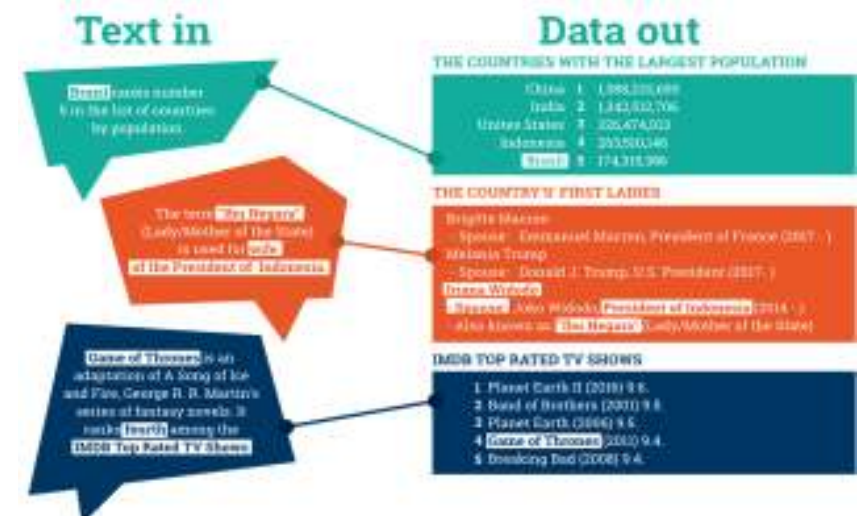 Text in
Brazil ranks number
5 in the list of countries
by population.
The term "Ibu Negara"
(Lady/Mother of the State)
is used for wife
of the President of Indonesia.
Game of Thrones is an
adaptation of A Song of Ice
and Fire, George R. R. Martin's
series of fantasy novels. It
ranks fourth among the
IMDB Top Rated TV Shows.
Data out
THE COUNTRIES WITH THE LARGEST POPULATION
China 1
India 2
United States 3
Indonesia 4
Brazil 5
THE COUNTRY'S FIRST LADIES
Brigitte Macron
- Spouse Emmanuel Macron, President of France (2017 - )
Melania Trump
- Spouse Donald J. Trump, U.S. President (2017- )
Iriana Widodo
- Spouse Joko Widodo, President of Indonesia (2014 - )
- Also known as "Ibu Negara" (Lady/Mother of the State)
IMDB TOP RATED TV SHOWS
1 Planet Earth II (2016)
2 Band of Brothers (2001)
3 Planet Earth (2006)
4 Game of Thrones (2011) 9.4.
5 Breaking Bad (2008) 9.4.